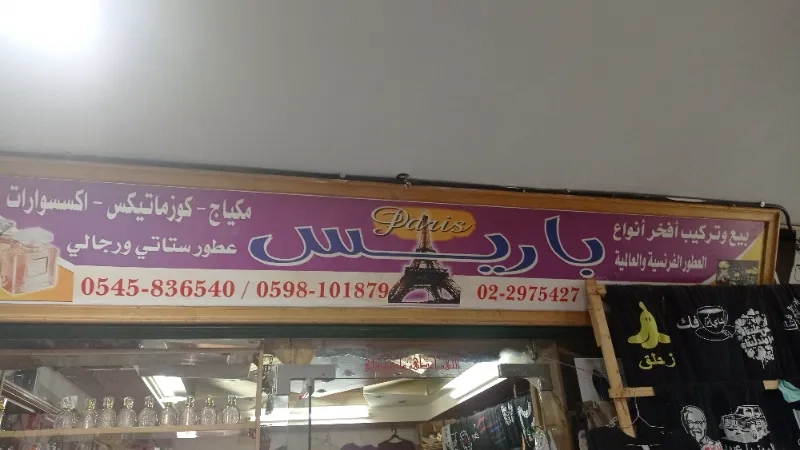 بيع وتركيب أفخر أنواع
العطور الفرنسية والعالمية
Paris
باريس
مكياج - كوزماتيكس - اكسسوارات
عطور ستاتي ورجالي
02-2975427
0545-836540 / 0598-101879
فك
زحلق